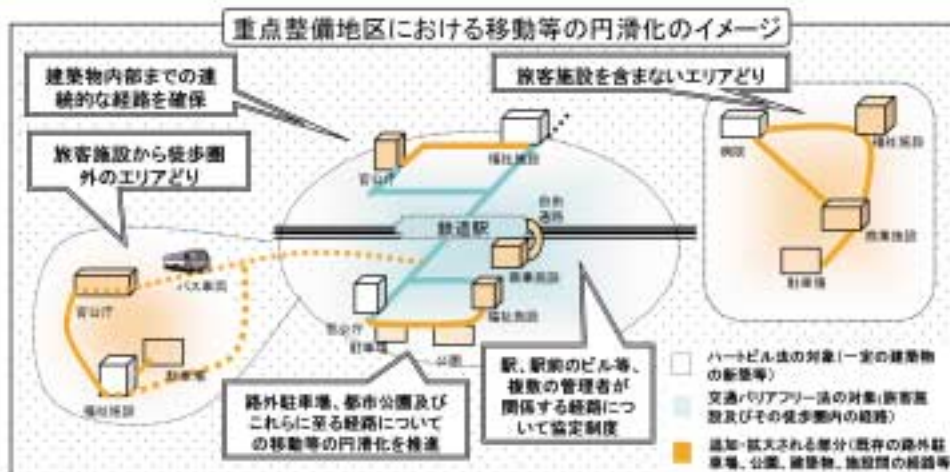 重点整備地区における移動等の円滑化のイメージ
建築物内部までの連
続的な経路を確保
旅客施設を含まないエリアどり
旅客施設から徒歩圏
外のエリアどり
官公庁
福祉施設
病院
福祉施設
自由
通路
鉄道駅
商業施設
商業施設
駐車場
バス車両
官公庁
官公庁
福祉施設
駐車場
公園
駐車場
福祉施設
路外駐車場、都市公園及び
これらに至る経路について
の移動等の円滑化を推進
駅、駅前のビル等、
複数の管理者が
関係する経路につい
て協定制度
ハートビル法の対象(一定の建築物
の新築等)
交通バリアフリー法の対象(旅客施
設及びその徒歩圏内の経路)
追加・拡大される部分(既存の路外駐
車場、公園、建築物、施設間の経路等